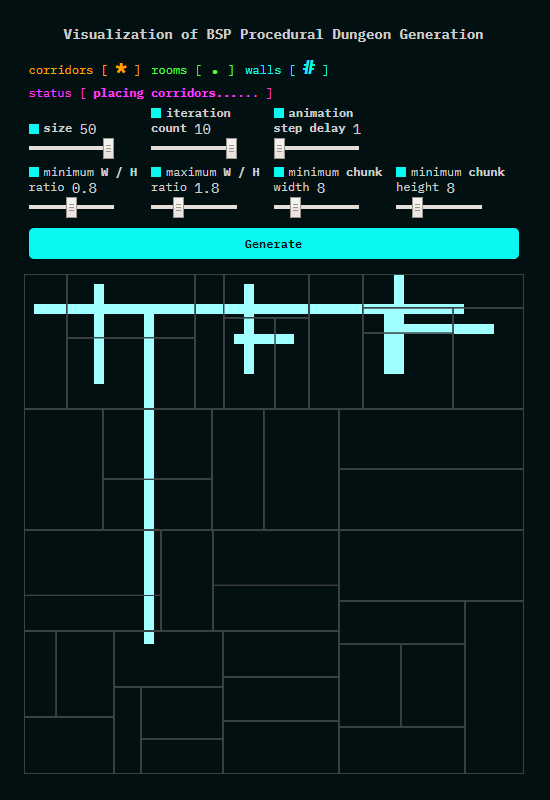 Visualization of BSP Procedural Dungeon Generation
corridors [ * ] rooms [ . ] walls [ # ]
status [ placing corridors...... ]
size 50
iteration
count 10
animation
step delay 1
minimum W / H
ratio 0.8
maximum W / H
ratio 1.8
minimum chunk
width 8
minimum chunk
height 8
Generate